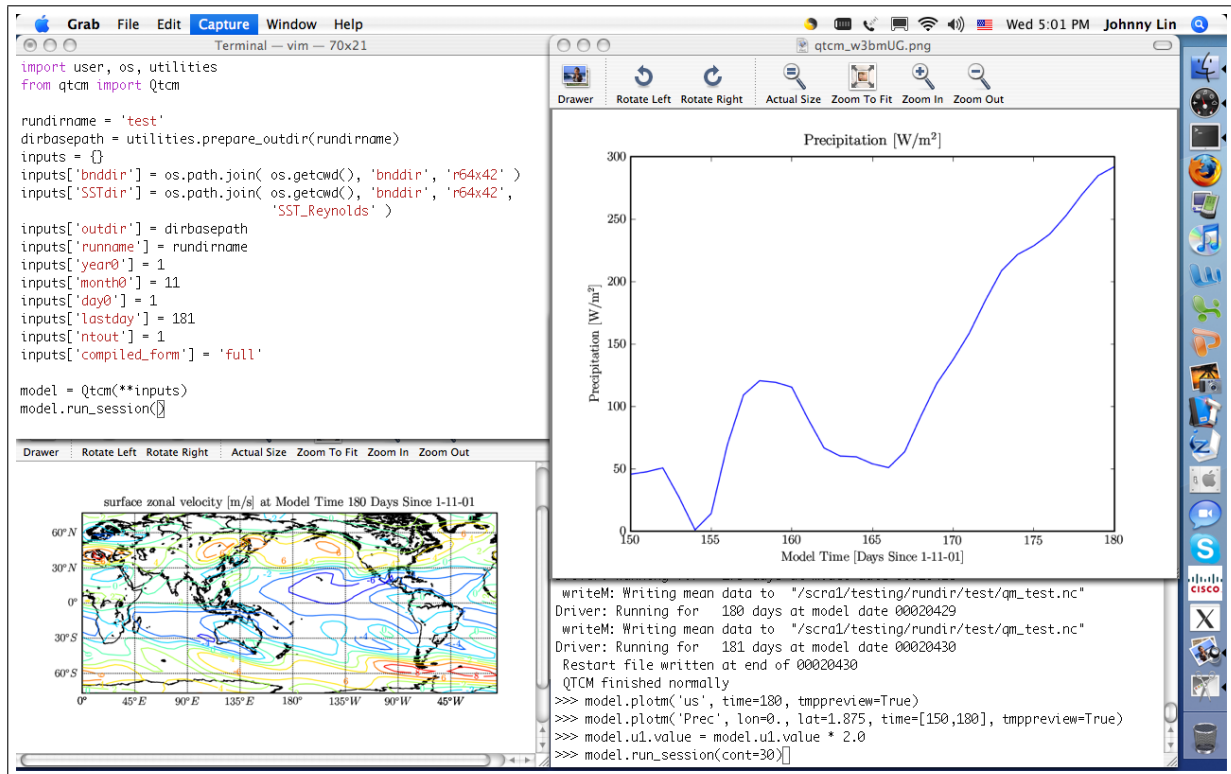 Grab File Edit Capture Window Help Wed 5:01 PM Johnny Lin
Terminal — vim — 70x21
import user, os, utilities
from qtcm import Qtcm
rundirname = 'test'
dirbasepath = utilities.prepare_outdir(rundirname)
inputs = {}
inputs['bnddir'] = os.path.join( os.getcwd(), 'bnddir', 'r64x42' )
inputs['SSTdir'] = os.path.join( os.getcwd(), 'bnddir', 'r64x42',
'SST_Reynolds' )
inputs['outdir'] = dirbasepath
inputs['runname'] = rundirname
inputs['year0'] = 1
inputs['month0'] = 11
inputs['day0'] = 1
inputs['lastday'] = 181
inputs['ntout'] = 1
inputs['compiled_form'] = 'full'
model = Qtcm(**inputs)
model.run_session()
Drawer Rotate Left Rotate Right Actual Size Zoom To Fit Zoom In Zoom Out
surface zonal velocity [m/s] at Model Time 180 Days Since 1-11-01
60°N
30°N
0°
30°S
60°S
0° 45°E 90°E 135°E 180° 135°W 90°W 45°W
qtcm_w3bmUG.png
Drawer Rotate Left Rotate Right Actual Size Zoom To Fit Zoom In Zoom Out
Precipitation [W/m²]
Precipitation [W/m²]
300
250
200
150
100
50
0
150 155 160 165 170 175 180
Model Time [Days Since 1-11-01]
writeM: Writing mean data to "/scra1/testing/rundir/test/qm_test.nc"
Driver: Running for 180 days at model date 00020429
writeM: Writing mean data to "/scra1/testing/rundir/test/qm_test.nc"
Driver: Running for 181 days at model date 00020430
Restart file written at end of 00020430
QTCM finished normally
>>> model.plotm('us', time=180, tmppreview=True)
>>> model.plotm('Prec', lon=0., lat=1.875, time=[150,180], tmppreview=True)
>>> model.u1.value = model.u1.value * 2.0
>>> model.run_session(cont=30)
CISCO